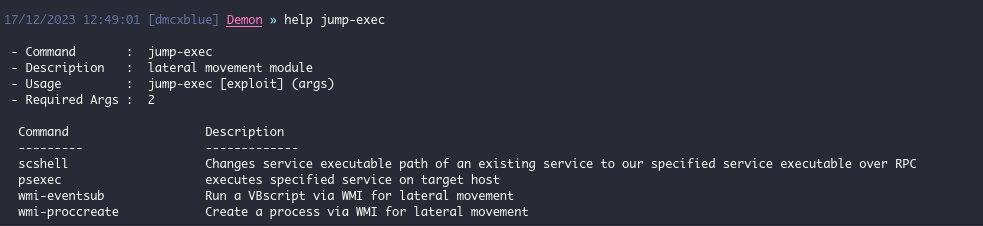 17/12/2023 12:49:01 [dmcxblue] Demon » help jump-exec
- Command : jump-exec
- Description : lateral movement module
- Usage : jump-exec [exploit] (args)
- Required Args : 2
Command Description
--------- -------------
scshell Changes service executable path of an existing service to our specified service executable over RPC
psexec executes specified service on target host
wmi-eventsub Run a VBscript via WMI for lateral movement
wmi-proccreate Create a process via WMI for lateral movement